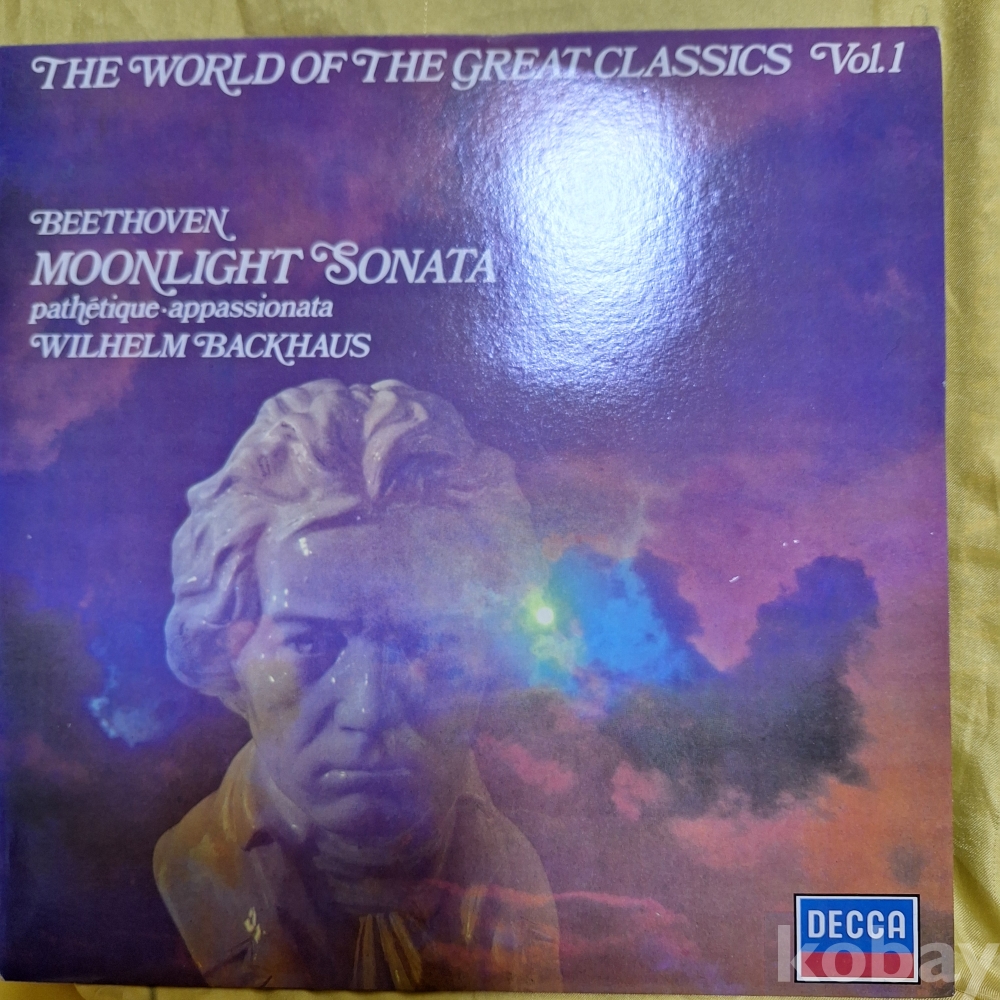 THE WORLD OF THE GREAT CLASSICS Vol.1
BEETHOVEN
MOONLIGHT SONATA
pathétique·appassionata
WILHELM BACKHAUS
DECCA
kobay